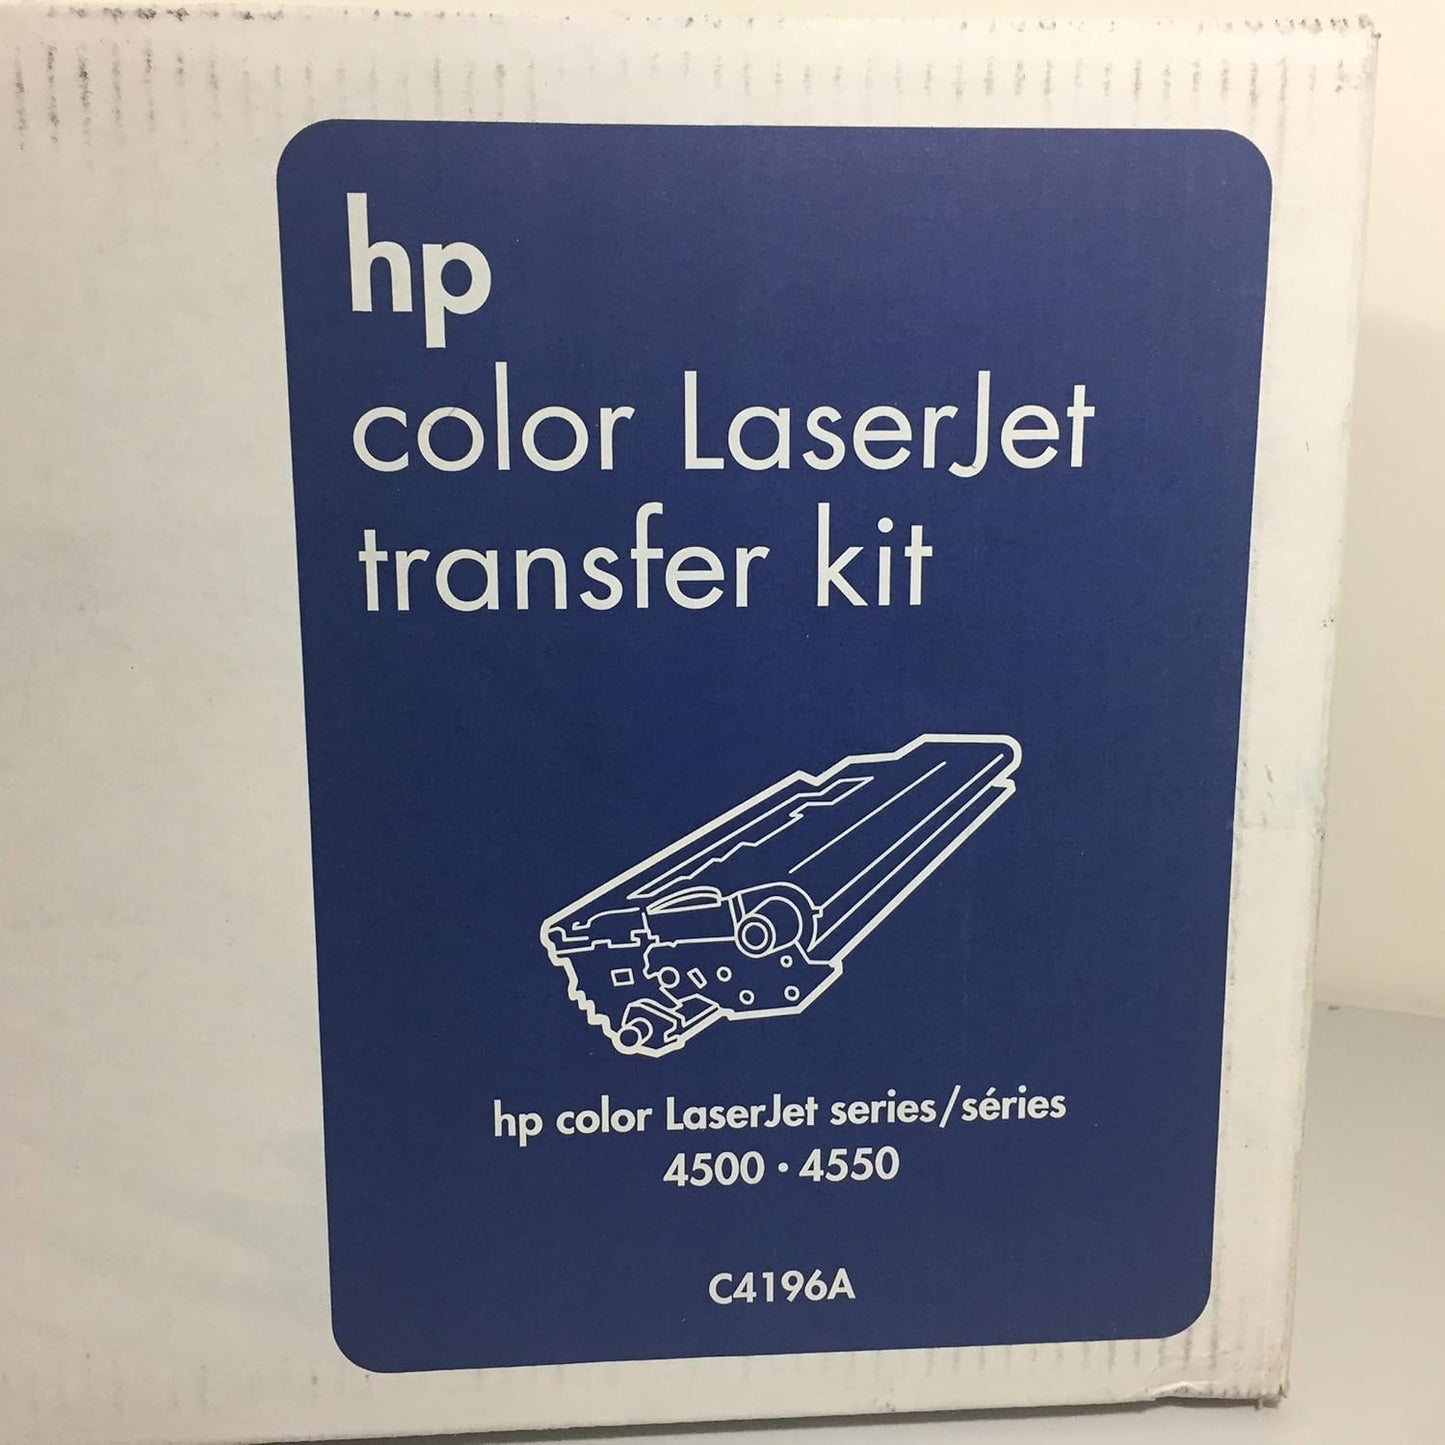 hp
color LaserJet
transfer kit
hp color LaserJet series/séries
4500 • 4550
C4196A